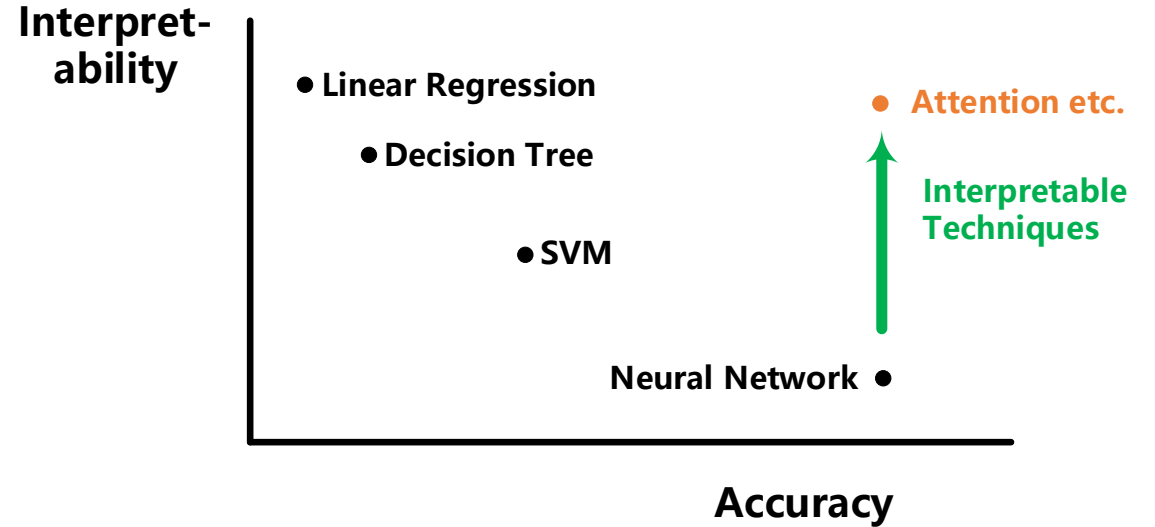 Interpret-
ability
Linear Regression
Attention etc.
Decision Tree
Interpretable
Techniques
SVM
Neural Network
Accuracy